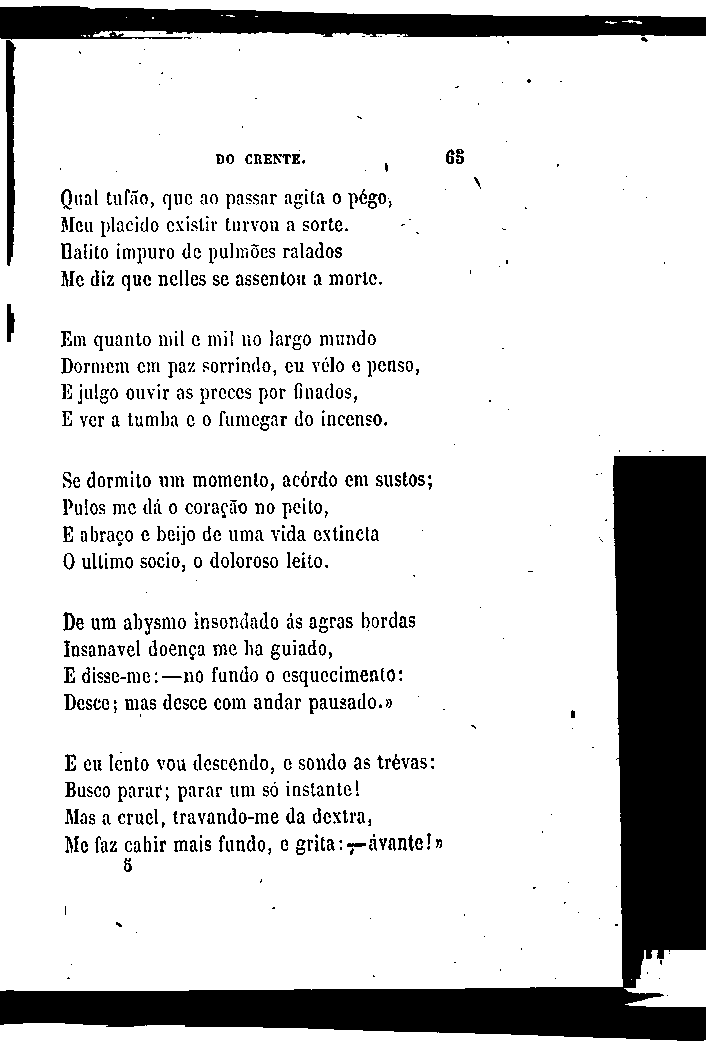 DO CRENTE. 65
Qual tufão, que ao passar agita o pégo,
Meu placido existir turvou a sorte.
Halito impuro de pulmões ralados
Me diz que nelles se assentou a morte.
Em quanto mil e mil no largo mundo
Dormem em paz sorrindo, eu vélo e penso,
E julgo ouvir as preces por finados,
E ver a tumba e o fumegar do incenso.
Se dormito um momento, acórdo em sustos;
Pulos me dá o coração no peito,
E abraço e beijo de uma vida extincta
O ultimo socio, o doloroso leito.
De um abysmo insondado ás agras bordas
Insanavel doença me ha guiado,
E disse-me:—no fundo o esquecimento:
Desce; mas desce com andar pausado.»
E eu lento vou descendo, e sondo as trévas:
Busco parar; parar um só instante!
Mas a cruel, travando-me da dextra,
Me faz cahir mais fundo, e grita:—ávante!»
5